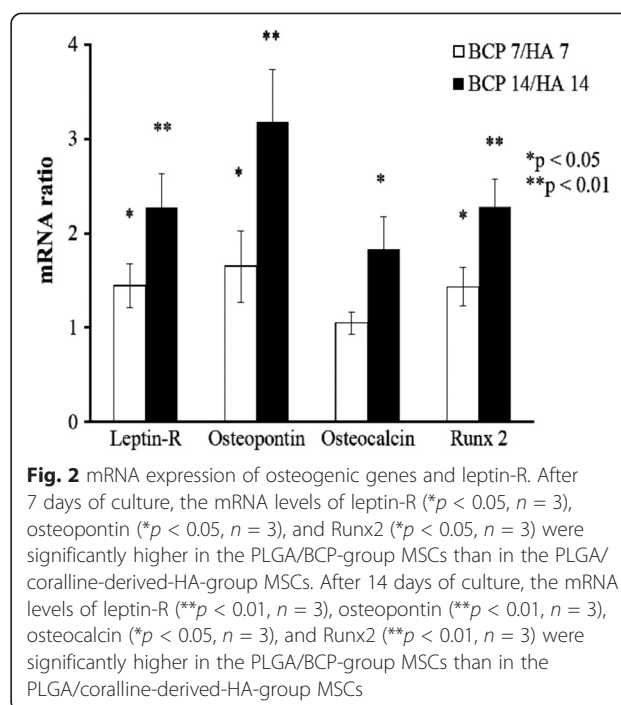 **
4
BCP 7/HA 7
BCP 14/HA 14
**
**
*p < 0.05
**p < 0.01
3
*
*
*
*
mRNA ratio
2
1
0
Leptin-R Osteopontin Osteocalcin Runx 2
Fig. 2 mRNA expression of osteogenic genes and leptin-R. After
7 days of culture, the mRNA levels of leptin-R (*p < 0.05, n = 3),
osteopontin (*p < 0.05, n = 3), and Runx2 (*p < 0.05, n = 3) were
significantly higher in the PLGA/BCP-group MSCs than in the PLGA/
coralline-derived-HA-group MSCs. After 14 days of culture, the mRNA
levels of leptin-R (**p < 0.01, n = 3), osteopontin (**p < 0.01, n = 3),
osteocalcin (*p < 0.05, n = 3), and Runx2 (**p < 0.01, n = 3) were
significantly higher in the PLGA/BCP-group MSCs than in the
PLGA/coralline-derived-HA-group MSCs